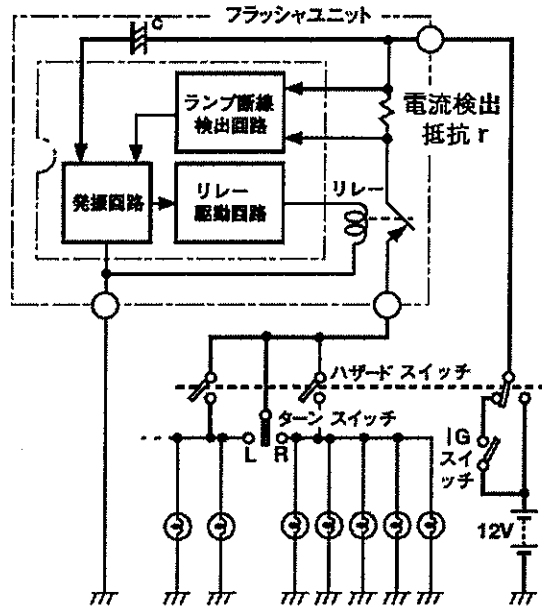 フラッシャユニット
C
ランプ断線
検出回路
電流検出
抵抗 r
発振回路
リレー
駆動回路
リレー
ハザード スイッチ
ターン スイッチ
L
R
IG
スイ
ッチ
12V